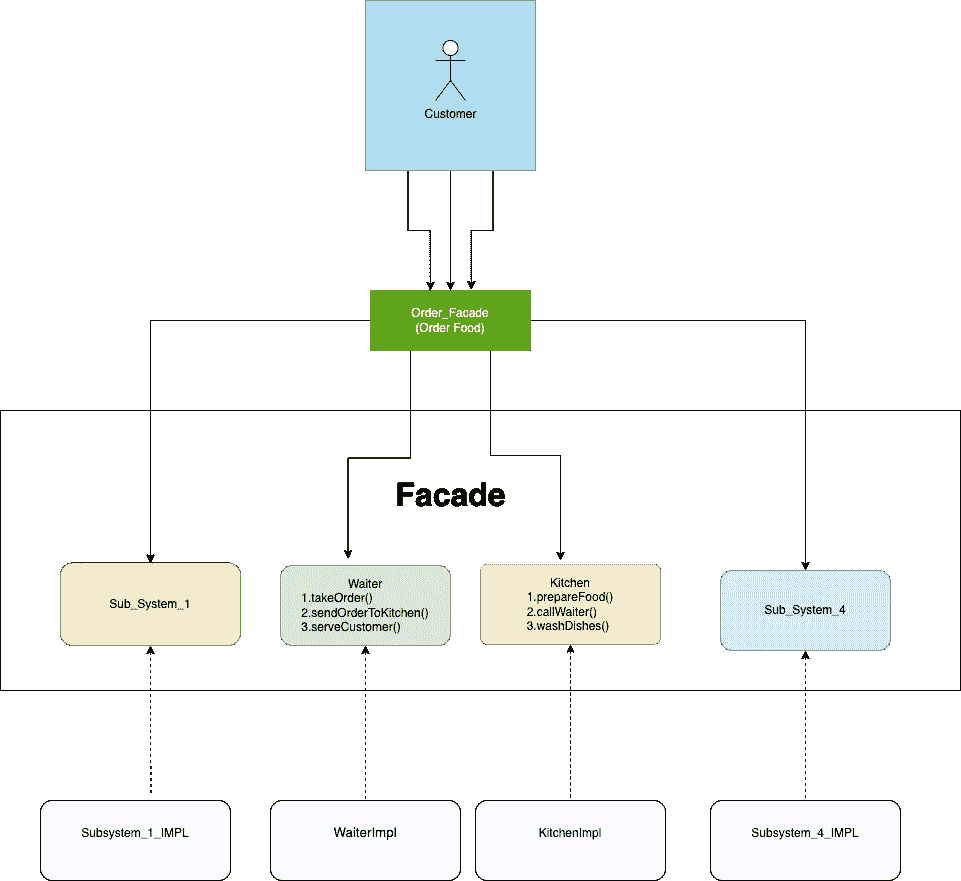 Customer
Order_Facade
(Order Food)
Facade
Sub_System_1
Waiter
1.takeOrder()
2.sendOrderToKitchen()
3.serveCustomer()
Kitchen
1.prepareFood()
2.callWaiter()
3.washDishes()
Sub_System_4
Subsystem_1_IMPL
WaiterImpl
KitchenImpl
Subsystem_4_IMPL